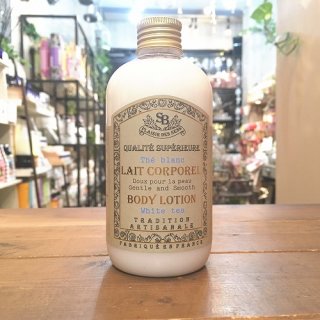 SB
QUALITÉ SUPÉRIEURE
Thé blanc
LAIT CORPOREL
Doux pour la peau
Gentle and Smooth
BODY LOTION
White tea
TRADITION
ARTISANALE
FABRIQUÉ EN FRANCE